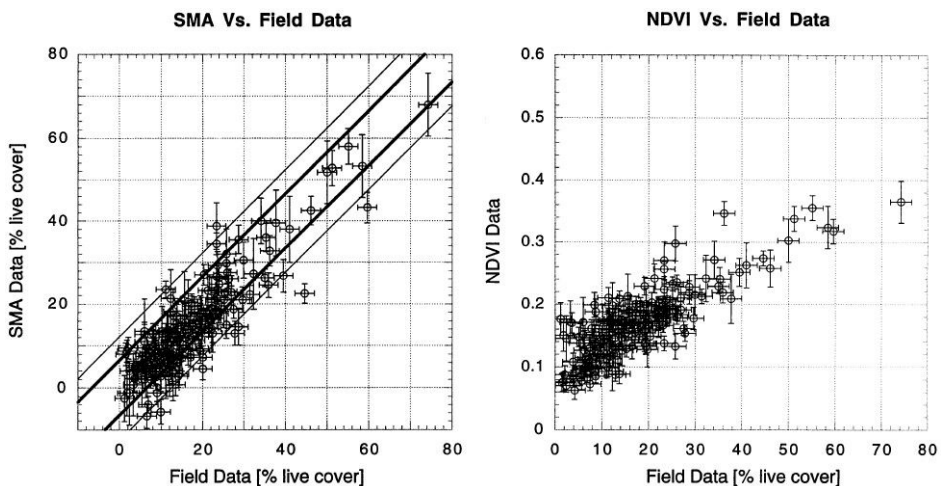 SMA Vs. Field Data
80
60
40
20
0
SMA Data [% live cover]
0 20 40 60 80
Field Data [% live cover]
NDVI Vs. Field Data
0.6
0.5
0.4
0.3
0.2
0.1
0
NDVI Data
0 10 20 30 40 50 60 70 80
Field Data [% live cover]